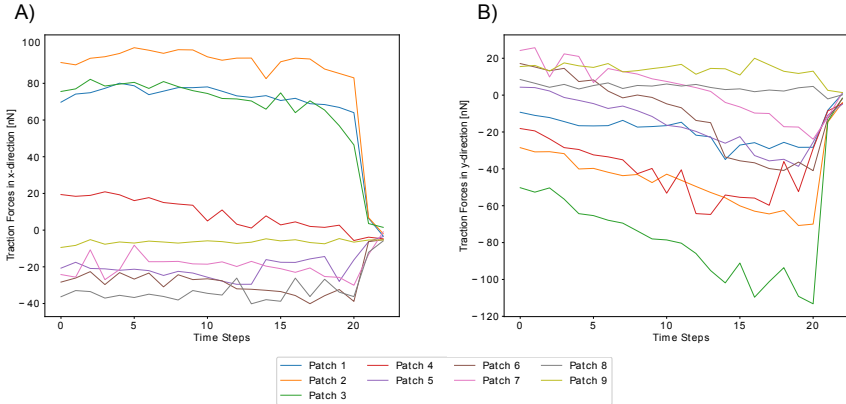 A)
B)
100
80
60
40
20
0
−20
−40
Traction Forces in x-direction [nN]
0
5
10
15
20
Time Steps
20
0
−20
−40
−60
−80
−100
−120
Traction Forces in y-direction [nN]
0
5
10
15
20
Time Steps
Patch 1
Patch 4
Patch 6
Patch 8
Patch 2
Patch 5
Patch 7
Patch 9
Patch 3